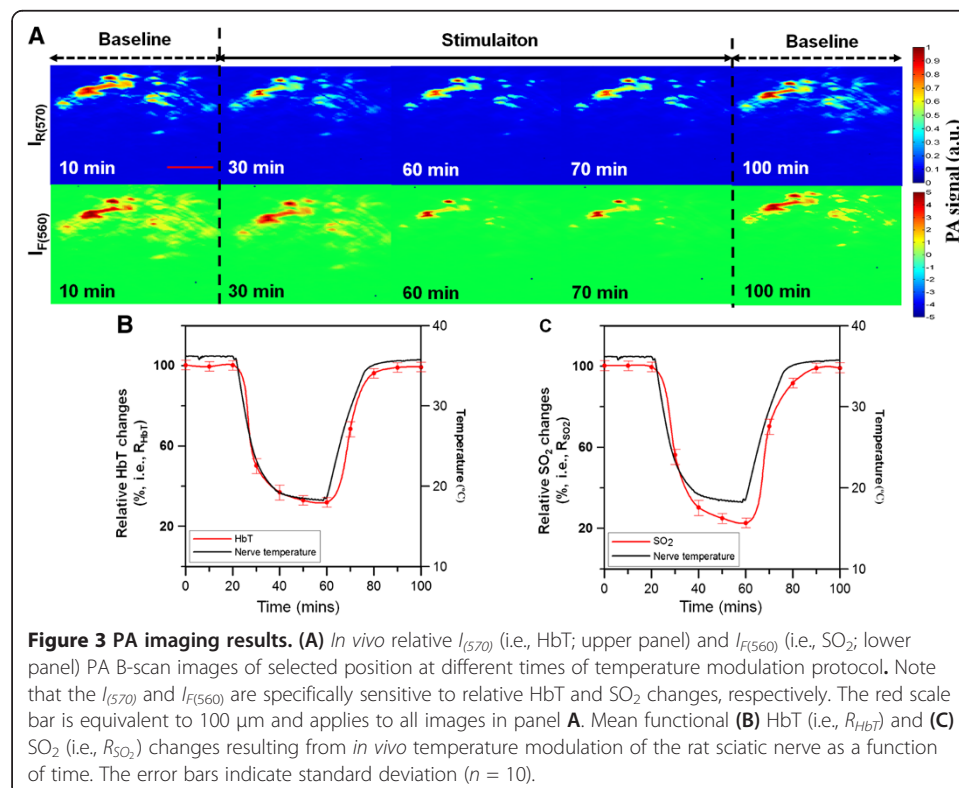 A
Baseline
Stimulaiton
Baseline
I_R(570)
10 min
30 min
60 min
70 min
100 min
1
0.9
0.8
0.7
0.6
0.5
0.4
0.3
0.2
0.1
0
I_F(560)
10 min
30 min
60 min
70 min
100 min
5
4
3
2
1
0
-1
-2
-3
-4
-5
PA signal (a.u.)
B
Relative HbT changes
(%, i.e., R_HbT)
100
60
20
40
30
20
10
Temperature(°C)
HbT
Nerve temperature
0 20 40 60 80 100
Time (mins)
C
Relative SO2 changes
(%, i.e., R_SO2)
100
60
20
40
30
20
10
Temperature(°C)
SO2
Nerve temperature
0 20 40 60 80 100
Time (mins)
Figure 3 PA imaging results. (A) In vivo relative I(570) (i.e., HbT; upper panel) and IF(560) (i.e., SO2; lower
panel) PA B-scan images of selected position at different times of temperature modulation protocol. Note
that the I(570) and IF(560) are specifically sensitive to relative HbT and SO2 changes, respectively. The red scale
bar is equivalent to 100 μm and applies to all images in panel A. Mean functional (B) HbT (i.e., RHbT) and (C)
SO2 (i.e., RSO2) changes resulting from in vivo temperature modulation of the rat sciatic nerve as a function
of time. The error bars indicate standard deviation (n = 10).